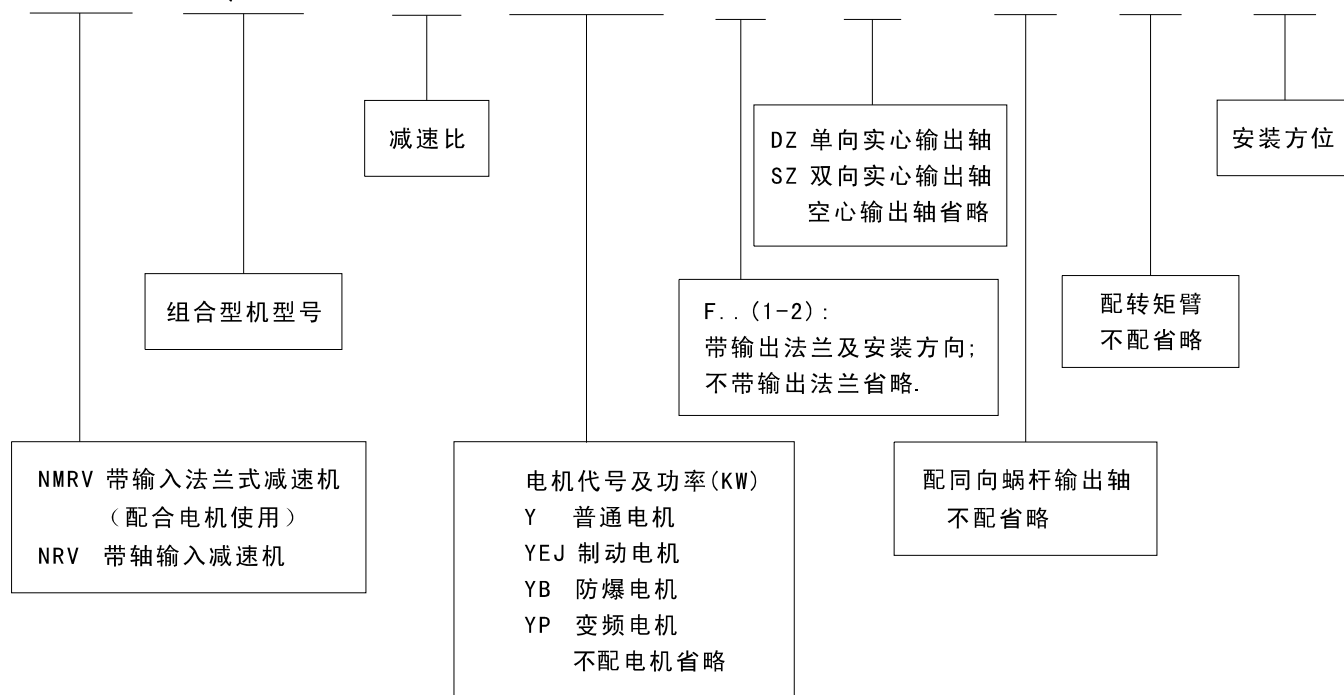 减速比
DZ 单向实心输出轴
SZ 双向实心输出轴
空心输出轴省略
安装方位
组合型机型号
F..(1-2):
带输出法兰及安装方向;
不带输出法兰省略.
配转矩臂
不配省略
NMRV 带输入法兰式减速机
（配合电机使用）
NRV 带轴输入减速机
电机代号及功率(KW)
Y 普通电机
YEJ 制动电机
YB 防爆电机
YP 变频电机
不配电机省略
配同向蜗杆输出轴
不配省略